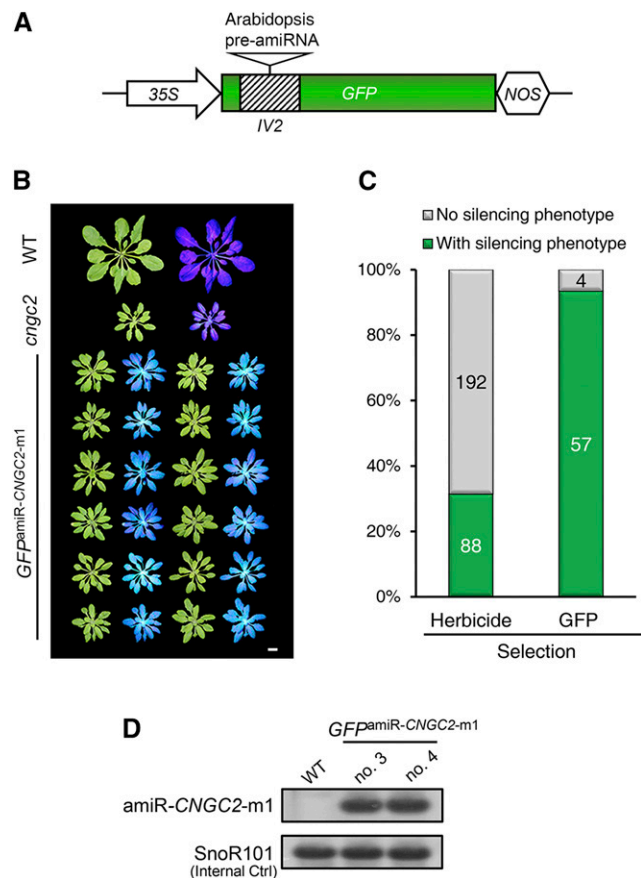 A
Arabidopsis
pre-amiRNA
35S
GFP
NOS
IV2
B
WT
cngc2
GFPamiR-CNGC2-m1
C
No silencing phenotype
With silencing phenotype
100%
80%
60%
40%
20%
0%
192
88
4
57
Herbicide
GFP
Selection
D
GFPamiR-CNGC2-m1
WT
no. 3
no. 4
amiR-CNGC2-m1
SnoR101
(Internal Ctrl)